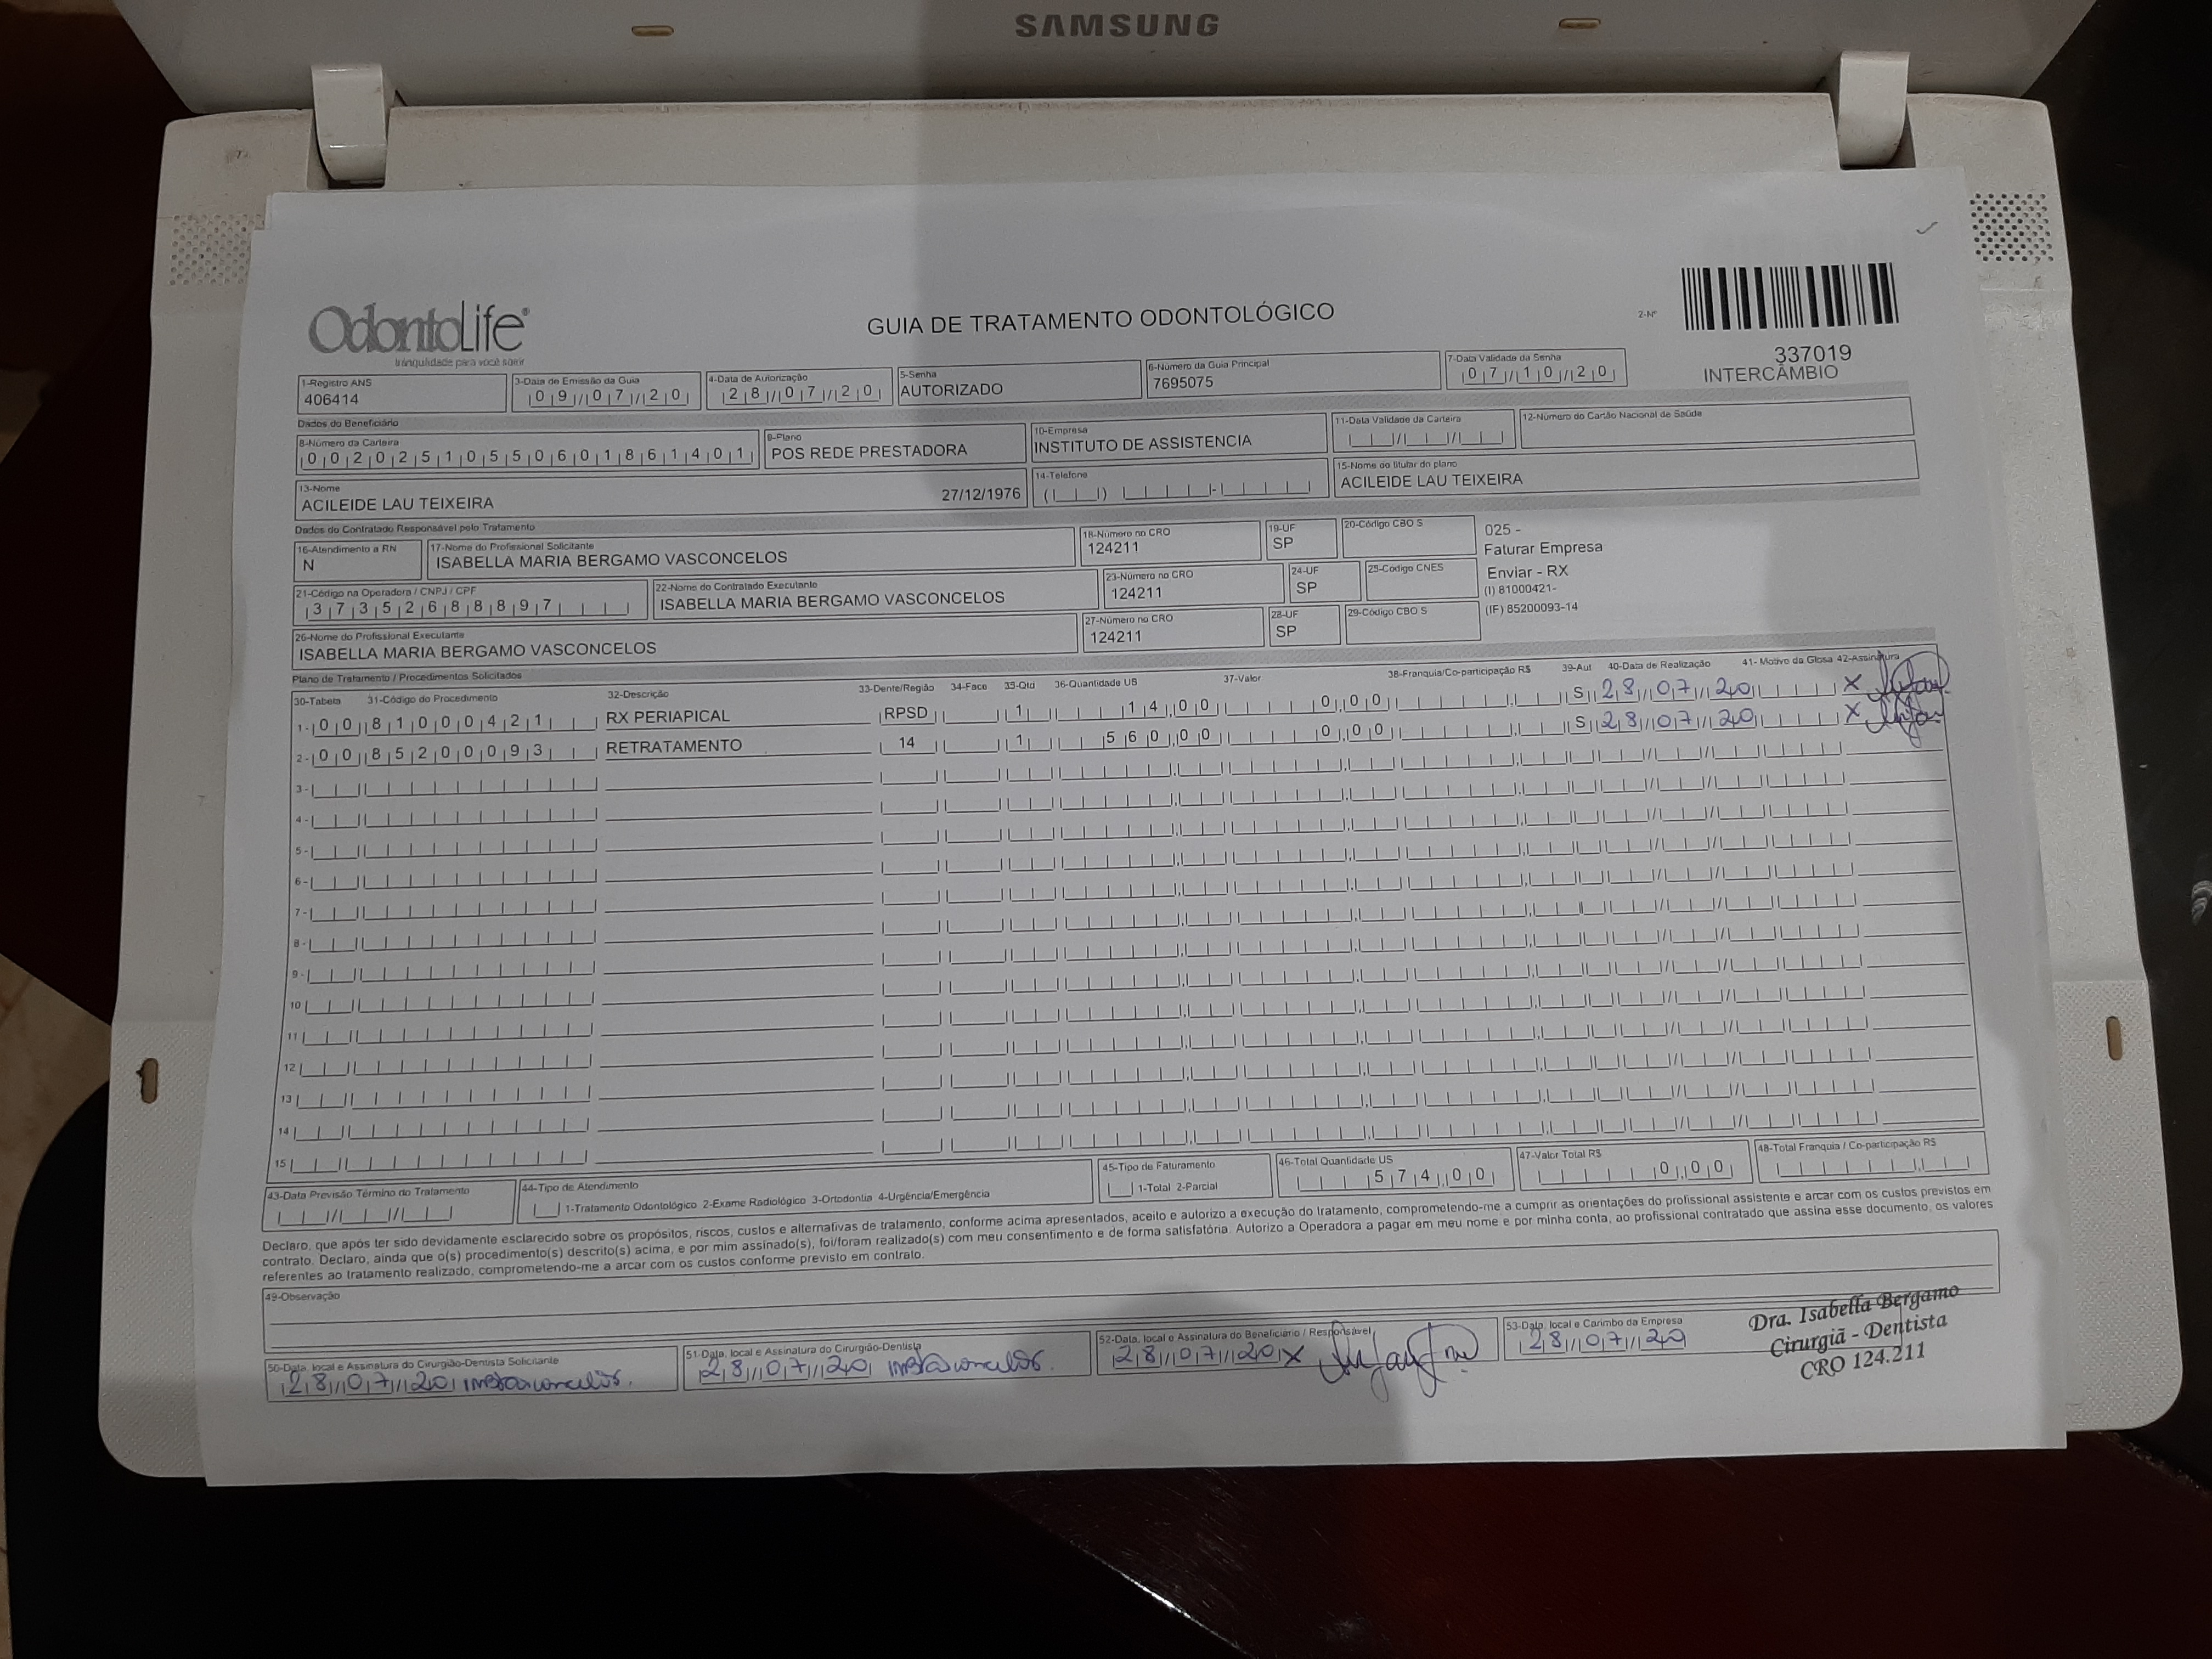 SAMSUNG
OdontoLife®
tranquilidade para você sorrir
GUIA DE TRATAMENTO ODONTOLÓGICO
2-Nº
337019
INTERCÂMBIO
1-Registro ANS
406414
3-Data de Emissão da Guia
09/07/20
4-Data de Autorização
28/07/20
5-Senha
AUTORIZADO
6-Número da Guia Principal
7695075
7-Data Validade da Senha
07/10/20
Dados do Beneficiário
8-Número da Carteira
00202510550601861401
9-Plano
POS REDE PRESTADORA
10-Empresa
INSTITUTO DE ASSISTENCIA
11-Data Validade da Carteira
12-Número do Cartão Nacional de Saúde
13-Nome
ACILEIDE LAU TEIXEIRA 27/12/1976
14-Telefone
15-Nome do titular do plano
ACILEIDE LAU TEIXEIRA
Dados do Contratado Responsável pelo Tratamento
16-Atendimento a RN
N
17-Nome do Profissional Solicitante
ISABELLA MARIA BERGAMO VASCONCELOS
18-Número no CRO
124211
19-UF
SP
20-Código CBO S
025 -
Faturar Empresa
Enviar - RX
(I) 81000421-
(IF) 85200093-14
21-Código na Operadora / CNPJ / CPF
37352688897
22-Nome do Contratado Executante
ISABELLA MARIA BERGAMO VASCONCELOS
23-Número no CRO
124211
24-UF
SP
25-Código CNES
26-Nome do Profissional Executante
ISABELLA MARIA BERGAMO VASCONCELOS
27-Número no CRO
124211
28-UF
SP
29-Código CBO S
Plano de Tratamento / Procedimentos Solicitados
30-Tabela 31-Código do Procedimento 32-Descrição 33-Dente/Região 34-Face 35-Qtd 36-Quantidade US 37-Valor 38-Franquia/Co-participação R$ 39-Aut 40-Data de Realização 41- Motivo da Glosa 42-Assinatura
1- 00 81000421 RX PERIAPICAL RPSD 1 14,00 0,00 S 28/07/20 X
2- 00 85200093 RETRATAMENTO 14 1 560,00 0,00 S 28/07/20 X
3-
4-
5-
6-
7-
8-
9-
10
11
12
13
14
15
43-Data Previsão Término do Tratamento
44-Tipo de Atendimento
1-Tratamento Odontológico 2-Exame Radiológico 3-Ortodontia 4-Urgência/Emergência
45-Tipo de Faturamento
1-Total 2-Parcial
46-Total Quantidade US
574,00
47-Valor Total R$
0,00
48-Total Franquia / Co-participação R$
Declaro, que após ter sido devidamente esclarecido sobre os propósitos, riscos, custos e alternativas de tratamento, conforme acima apresentados, aceito e autorizo a execução do tratamento, comprometendo-me a cumprir as orientações do profissional assistente e arcar com os custos previstos em
contrato. Declaro, ainda que o(s) procedimento(s) descrito(s) acima, e por mim assinado(s), foi/foram realizado(s) com meu consentimento e de forma satisfatória. Autorizo a Operadora a pagar em meu nome e por minha conta, ao profissional contratado que assina esse documento, os valores
referentes ao tratamento realizado, comprometendo-me a arcar com os custos conforme previsto em contrato.
49-Observação
50-Data, local e Assinatura do Cirurgião-Dentista Solicitante
28/07/20
51-Data, local e Assinatura do Cirurgião-Dentista
28/07/20
52-Data, local e Assinatura do Beneficiário / Responsável
28/07/20 X
53-Data, local e Carimbo da Empresa
28/07/20
Dra. Isabella Bergamo
Cirurgiã - Dentista
CRO 124.211